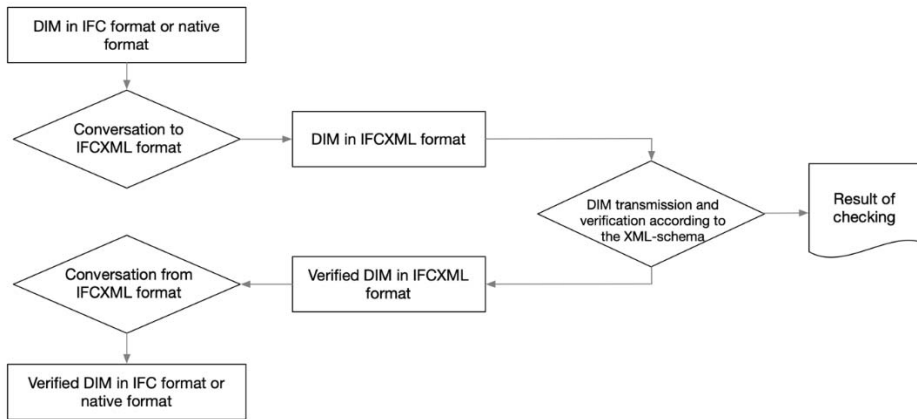 DIM in IFC format or native
format
Conversation to
IFCXML format
DIM in IFCXML format
DIM transmission and
verification according to
the XML-schema
Result of
checking
Verified DIM in IFCXML
format
Conversation from
IFCXML format
Verified DIM in IFC format or
native format